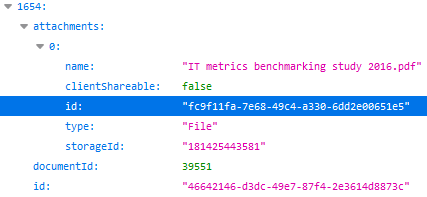 1654:
attachments:
0:
name: "IT metrics benchmarking study 2016.pdf"
clientShareable: false
id: "fc9f11fa-7e68-49c4-a330-6dd2e00651e5"
type: "File"
storageId: "181425443581"
documentId: 39551
id: "46642146-d3dc-49e7-87f4-2e3614d8873c"